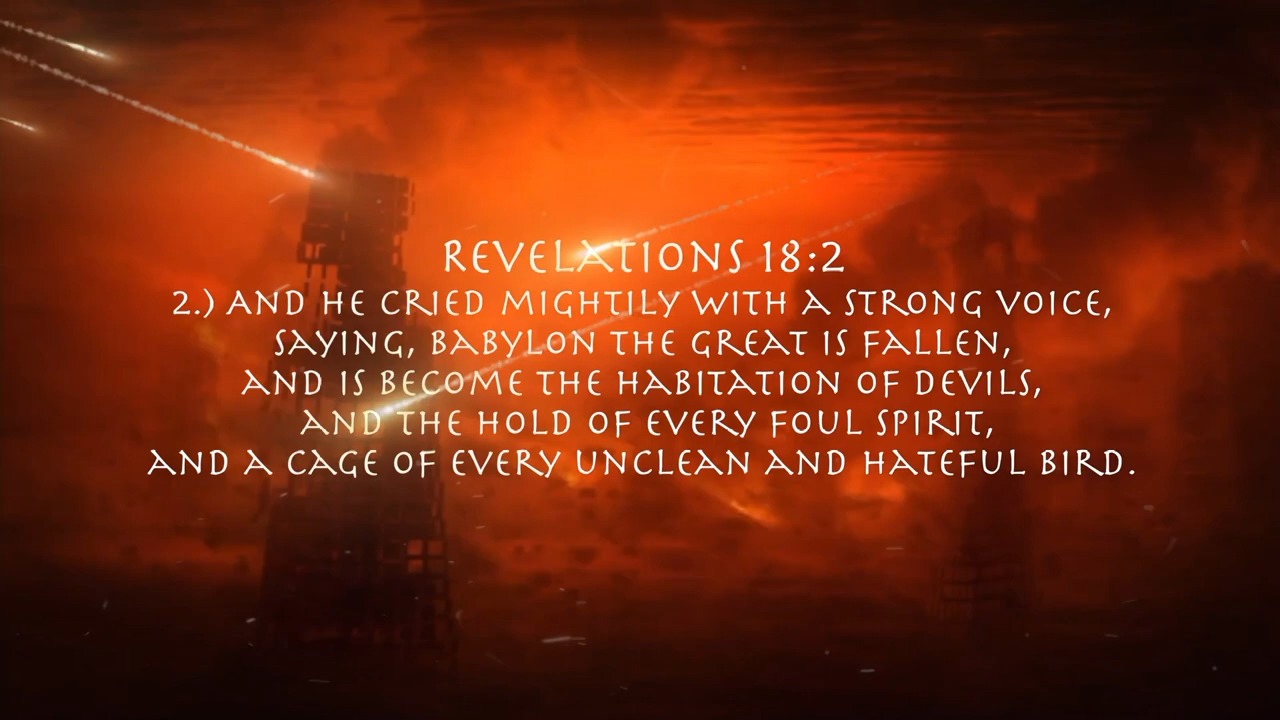 REVELATIONS 18:2
2.) AND HE CRIED MIGHTILY WITH A STRONG VOICE,
SAYING, BABYLON THE GREAT IS FALLEN,
AND IS BECOME THE HABITATION OF DEVILS,
AND THE HOLD OF EVERY FOUL SPIRIT,
AND A CAGE OF EVERY UNCLEAN AND HATEFUL BIRD.